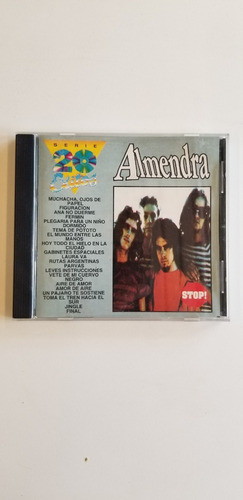 SERIE
20
Exitos
Almendra
MUCHACHA, OJOS DE
PAPEL
FIGURACION
ANA NO DUERME
FERMIN
PLEGARIA PARA UN NIÑO
DORMIDO
TEMA DE POTOTO
EL MUNDO ENTRE LAS
MANOS
HOY TODO EL HIELO EN LA
CIUDAD
GABINETES ESPACIALES
LAURA VA
RUTAS ARGENTINAS
PARVAS
LEVES INSTRUCCIONES
VETE DE MI CUERVO
NEGRO
AIRE DE AMOR
AMOR DE AIRE
UN PAJARO TE SOSTIENE
TOMA EL TREN HACIA EL
SUR
JINGLE
FINAL
STOP!